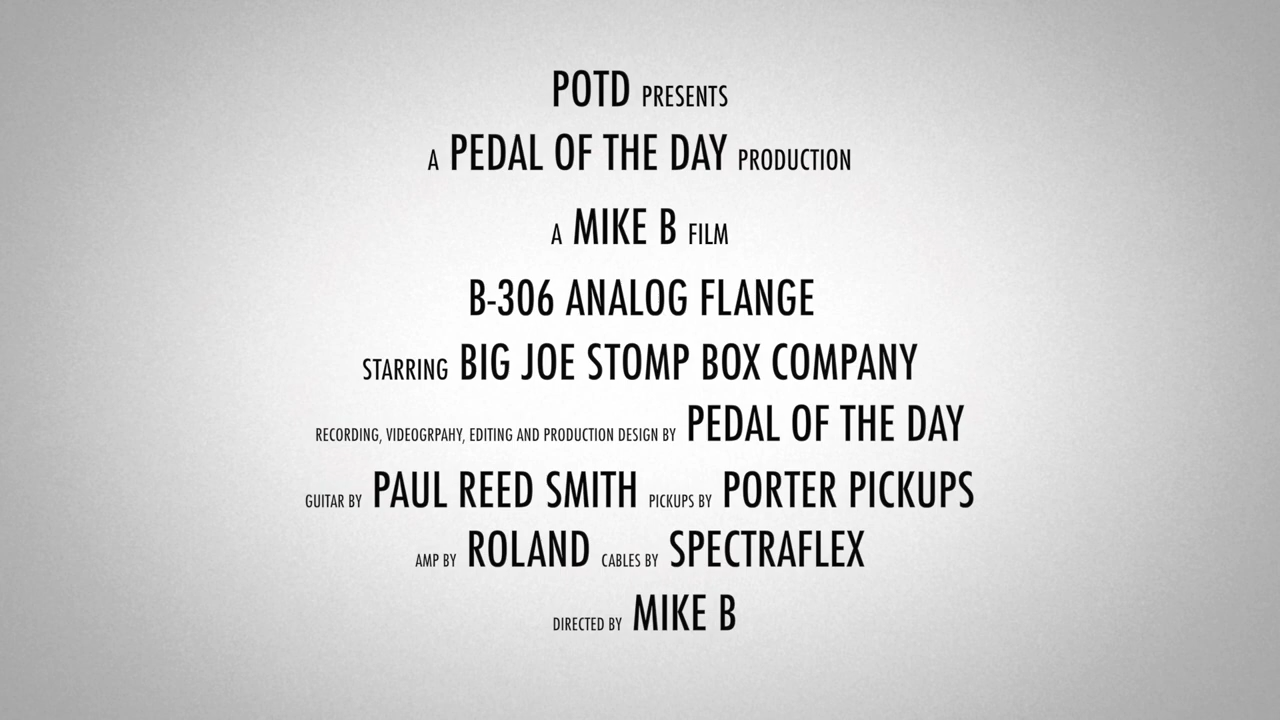 POTD PRESENTS
A PEDAL OF THE DAY PRODUCTION
A MIKE B FILM
B-306 ANALOG FLANGE
STARRING BIG JOE STOMP BOX COMPANY
RECORDING, VIDEOGRPAHY, EDITING AND PRODUCTION DESIGN BY PEDAL OF THE DAY
GUITAR BY PAUL REED SMITH PICKUPS BY PORTER PICKUPS
AMP BY ROLAND CABLES BY SPECTRAFLEX
DIRECTED BY MIKE B